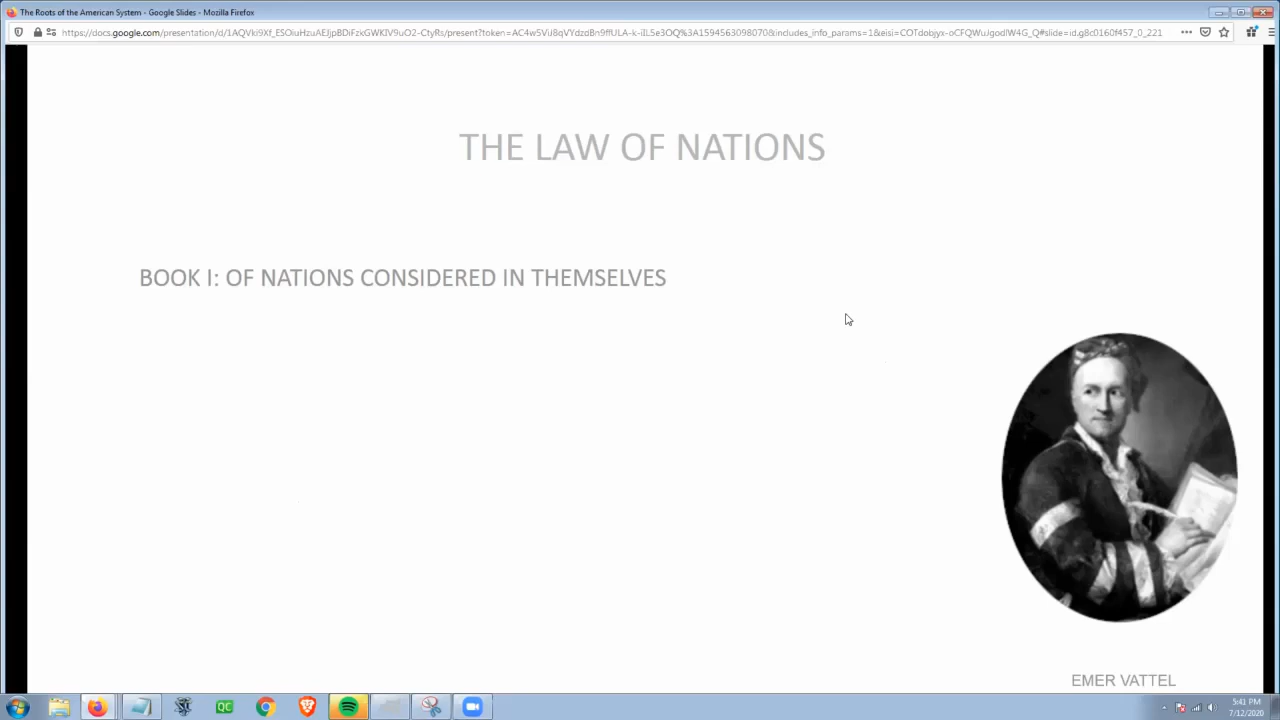 The Roots of the American System - Google Slides - Mozilla Firefox
THE LAW OF NATIONS
BOOK I: OF NATIONS CONSIDERED IN THEMSELVES
EMER VATTEL
QC
5:41 PM
7/12/2020